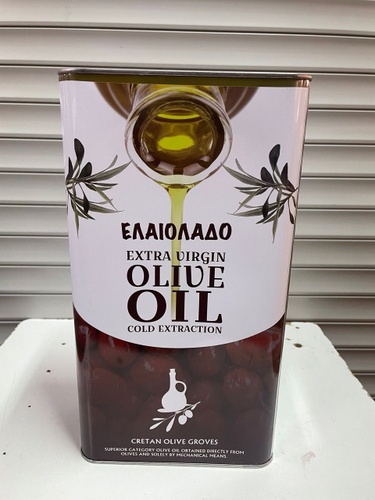 ΕΛΑΙΟΛΑΔΟ
EXTRA VIRGIN
OLIVE
OIL
COLD EXTRACTION
CRETAN OLIVE GROVES
SUPERIOR CATEGORY OLIVE OIL OBTAINED DIRECTLY FROM
OLIVES AND SOLELY BY MECHANICAL MEANS.